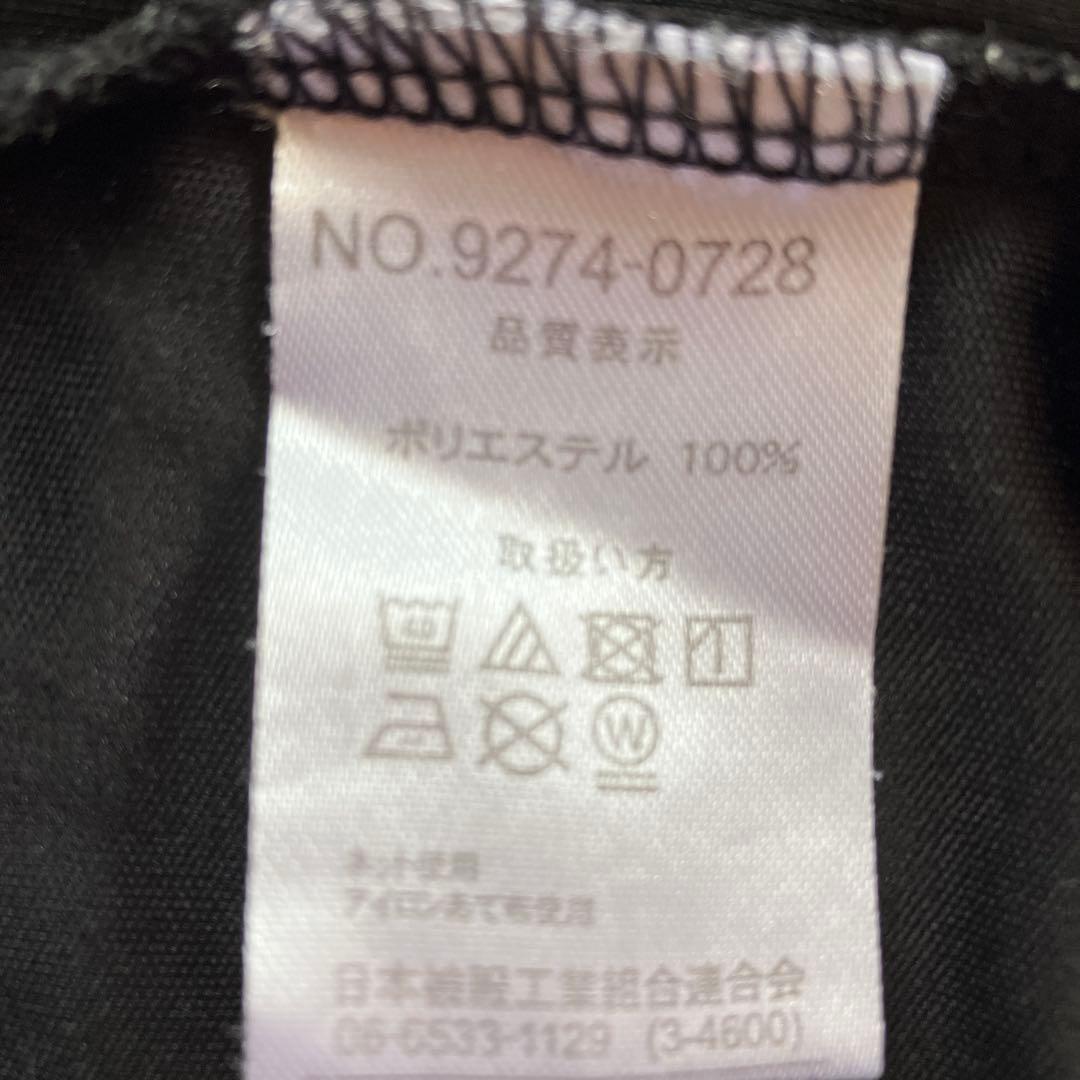 NO.9274-0728
品質表示
ポリエステル 100%
取扱い方
40
W
ネット使用
アイロンあて布使用
日本被服工業組合連合会
06-6533-1129 (3-4600)